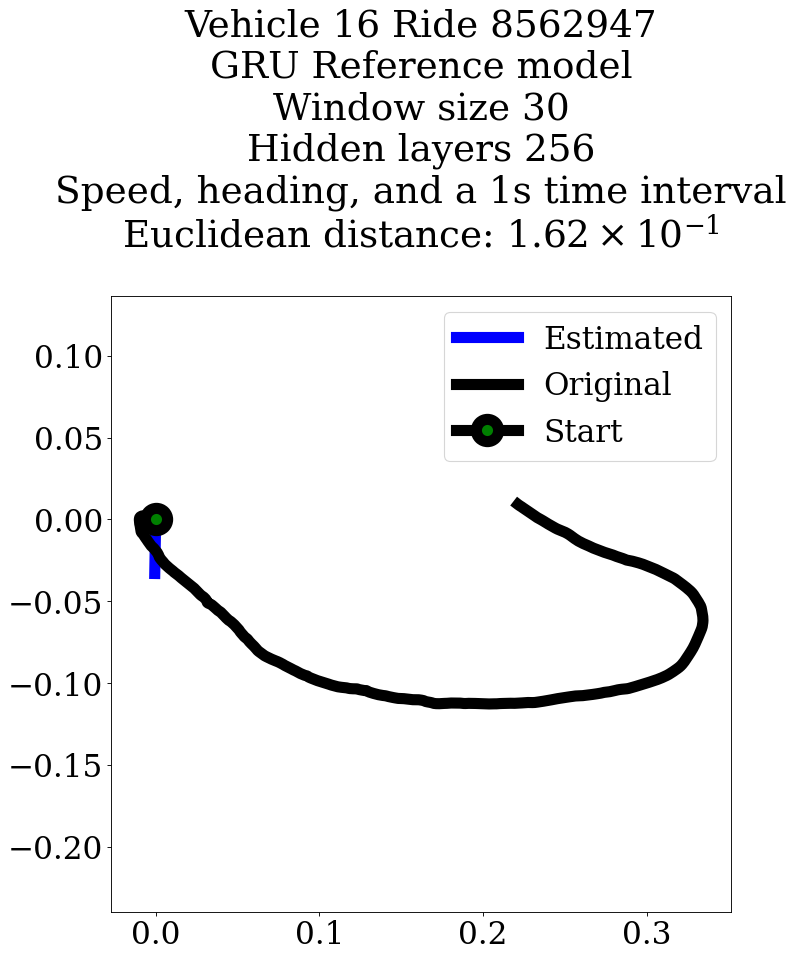 Vehicle 16 Ride 8562947
GRU Reference model
Window size 30
Hidden layers 256
Speed, heading, and a 1s time interval
Euclidean distance: 1.62 × 10⁻¹
Estimated
Original
Start
0.10
0.05
0.00
−0.05
−0.10
−0.15
−0.20
0.0 0.1 0.2 0.3